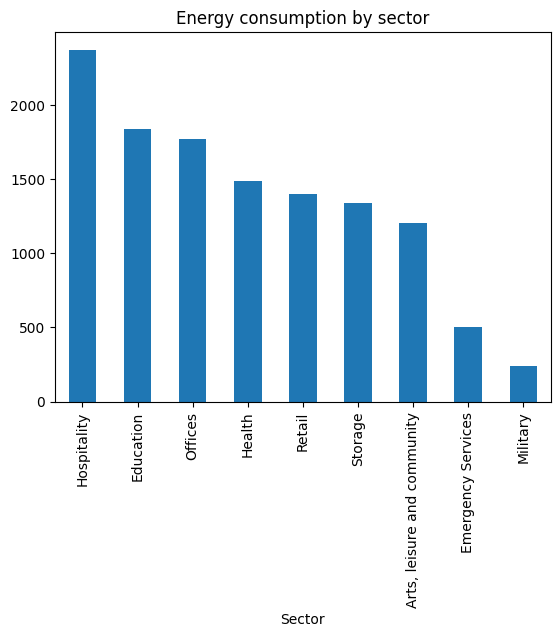 Energy consumption by sector
2000
1500
1000
500
0
Hospitality
Education
Offices
Health
Retail
Storage
Arts, leisure and community
Emergency Services
Military
Sector